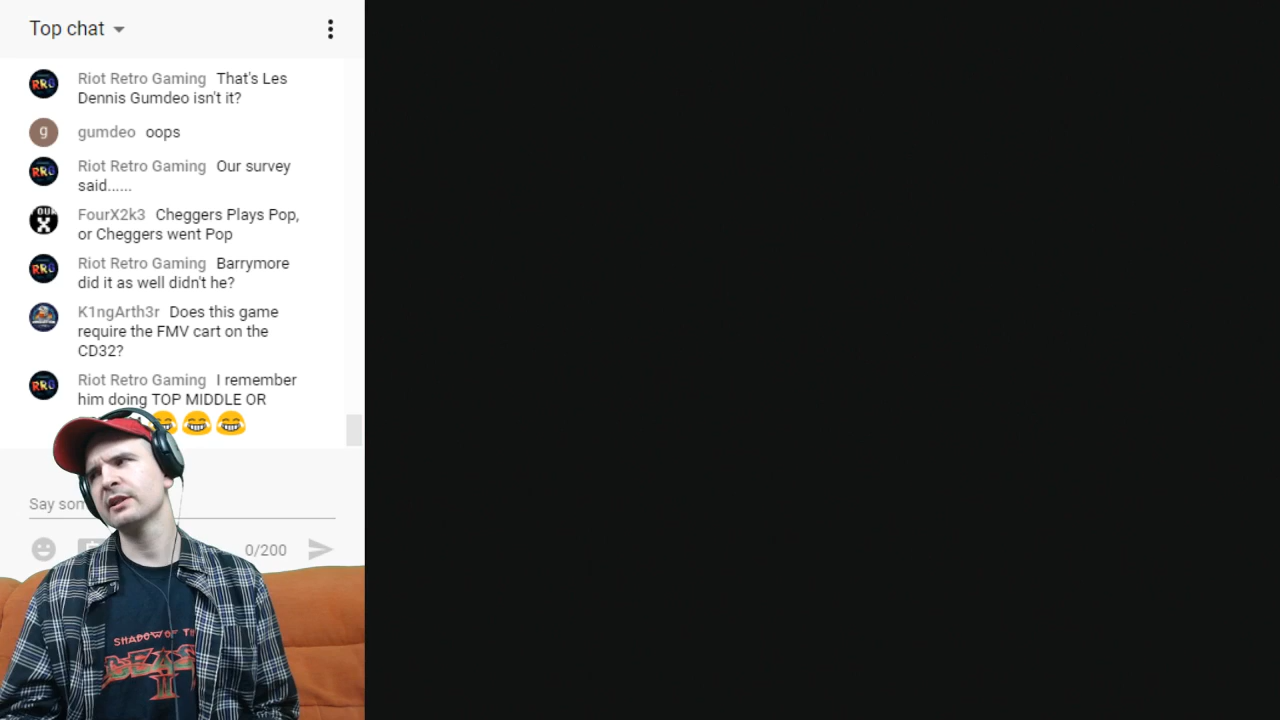 Top chat
Riot Retro Gaming That's Les
Dennis Gumdeo isn't it?
g gumdeo oops
Riot Retro Gaming Our survey
said......
FourX2k3 Cheggers Plays Pop,
or Cheggers went Pop
Riot Retro Gaming Barrymore
did it as well didn't he?
K1ngArth3r Does this game
require the FMV cart on the
CD32?
Riot Retro Gaming I remember
him doing TOP MIDDLE OR
Say
0/200
SHADOW OF THE
BEAST
II